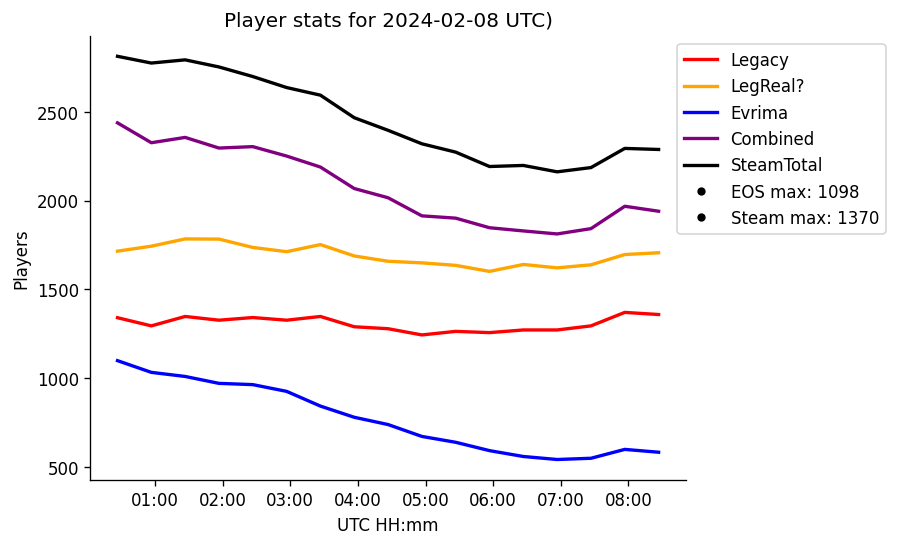 Player stats for 2024-02-08 UTC)
Legacy
LegReal?
Evrima
Combined
SteamTotal
EOS max: 1098
Steam max: 1370
Players
2500
2000
1500
1000
500
01:00 02:00 03:00 04:00 05:00 06:00 07:00 08:00
UTC HH:mm